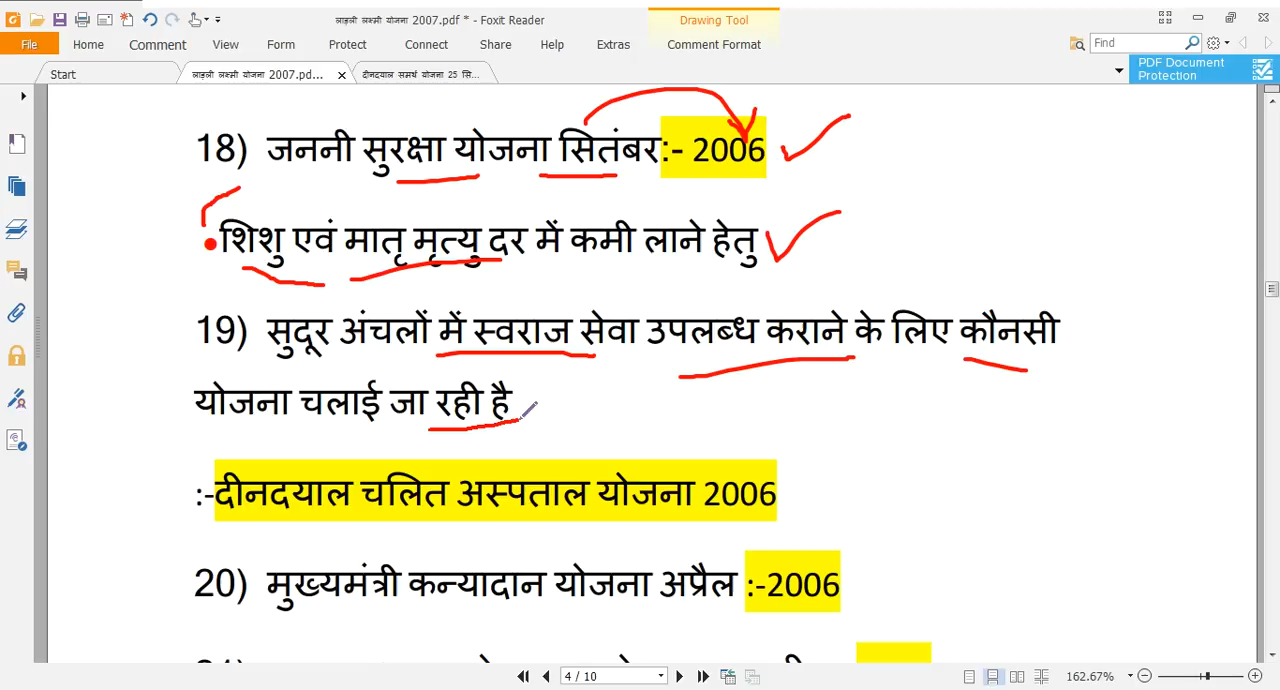 लाड़ली लक्ष्मी योजना 2007.pdf * - Foxit Reader
Drawing Tool
File Home Comment View Form Protect Connect Share Help Extras Comment Format
Find
Start
लाड़ली लक्ष्मी योजना 2007.pd...
दीनदयाल समर्थ योजना 25 सि...
PDF Document
Protection
18) जननी सुरक्षा योजना सितंबर:- 2006
•शिशु एवं मातृ मृत्यु दर में कमी लाने हेतु
19) सुदूर अंचलों में स्वराज सेवा उपलब्ध कराने के लिए कौनसी
योजना चलाई जा रही है
:-दीनदयाल चलित अस्पताल योजना 2006
20) मुख्यमंत्री कन्यादान योजना अप्रैल :-2006
4 / 10
162.67%